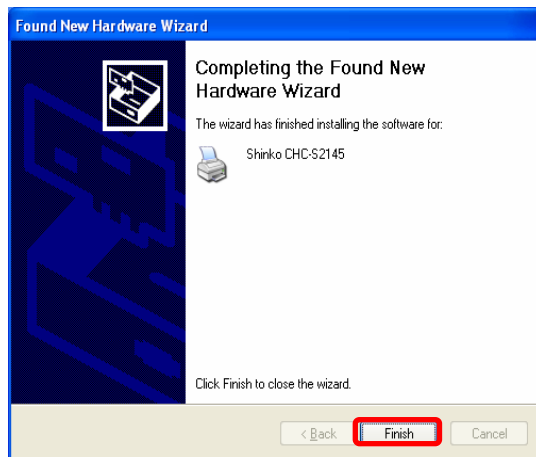 Found New Hardware Wizard
Completing the Found New
Hardware Wizard
The wizard has finished installing the software for:
Shinko CHC-S2145
Click Finish to close the wizard.
< Back
Finish
Cancel